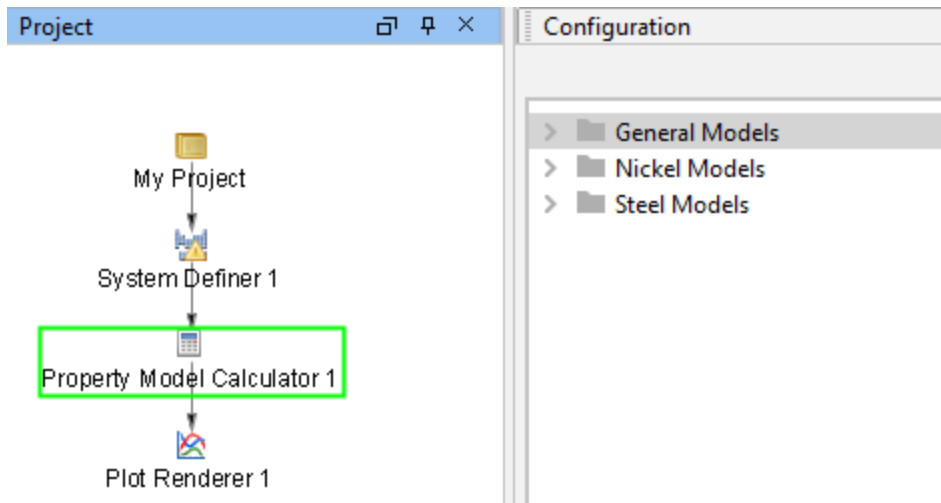 Project
My Project
System Definer 1
Property Model Calculator 1
Plot Renderer 1
Configuration
General Models
Nickel Models
Steel Models